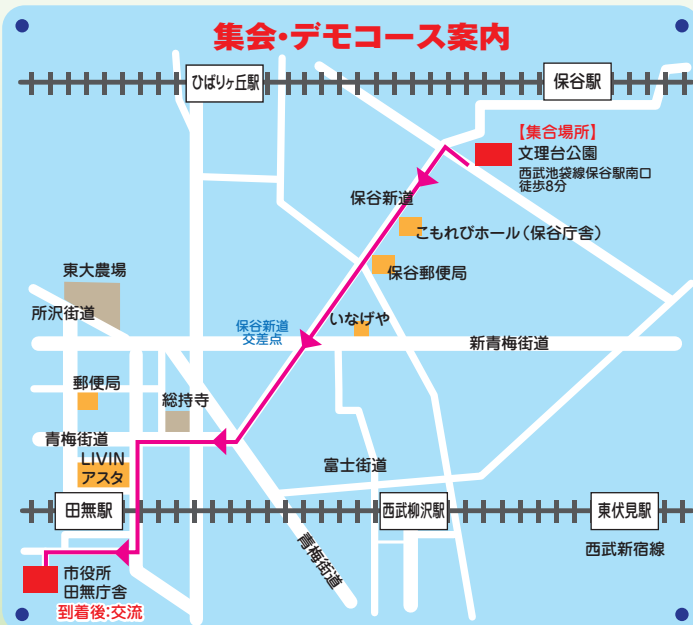 集会・デモコース案内
ひばりヶ丘駅
保谷駅
【集合場所】
文理台公園
西武池袋線保谷駅南口
徒歩8分
保谷新道
こもれびホール(保谷庁舎)
保谷郵便局
東大農場
所沢街道
保谷新道
交差点
いなげや
新青梅街道
郵便局
総持寺
青梅街道
LIVIN
アスタ
富士街道
田無駅
西武柳沢駅
東伏見駅
青梅街道
西武新宿線
市役所
田無庁舎
到着後:交流